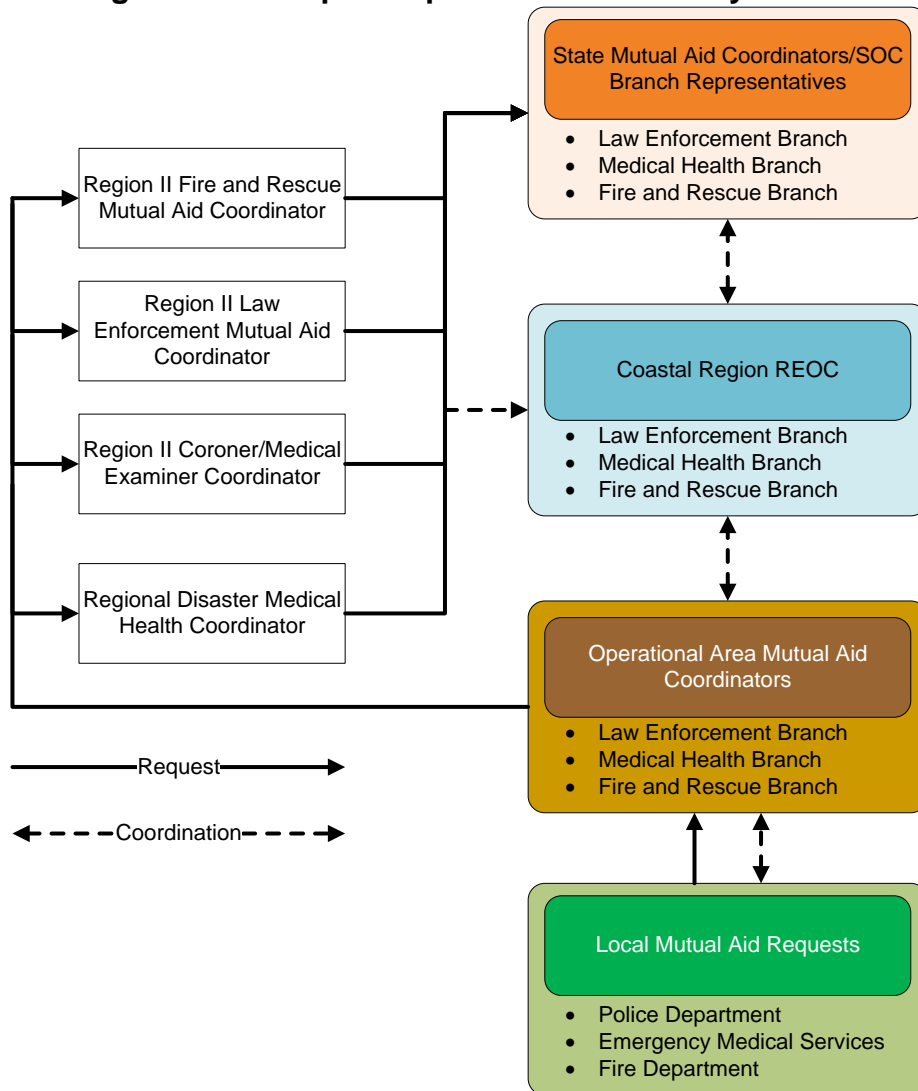 State Mutual Aid Coordinators/SOC
Branch Representatives
• Law Enforcement Branch
• Medical Health Branch
• Fire and Rescue Branch
Region II Fire and Rescue
Mutual Aid Coordinator
Region II Law
Enforcement Mutual Aid
Coordinator
Region II Coroner/Medical
Examiner Coordinator
Regional Disaster Medical
Health Coordinator
Coastal Region REOC
• Law Enforcement Branch
• Medical Health Branch
• Fire and Rescue Branch
Operational Area Mutual Aid
Coordinators
• Law Enforcement Branch
• Medical Health Branch
• Fire and Rescue Branch
Request
Coordination
Local Mutual Aid Requests
• Police Department
• Emergency Medical Services
• Fire Department